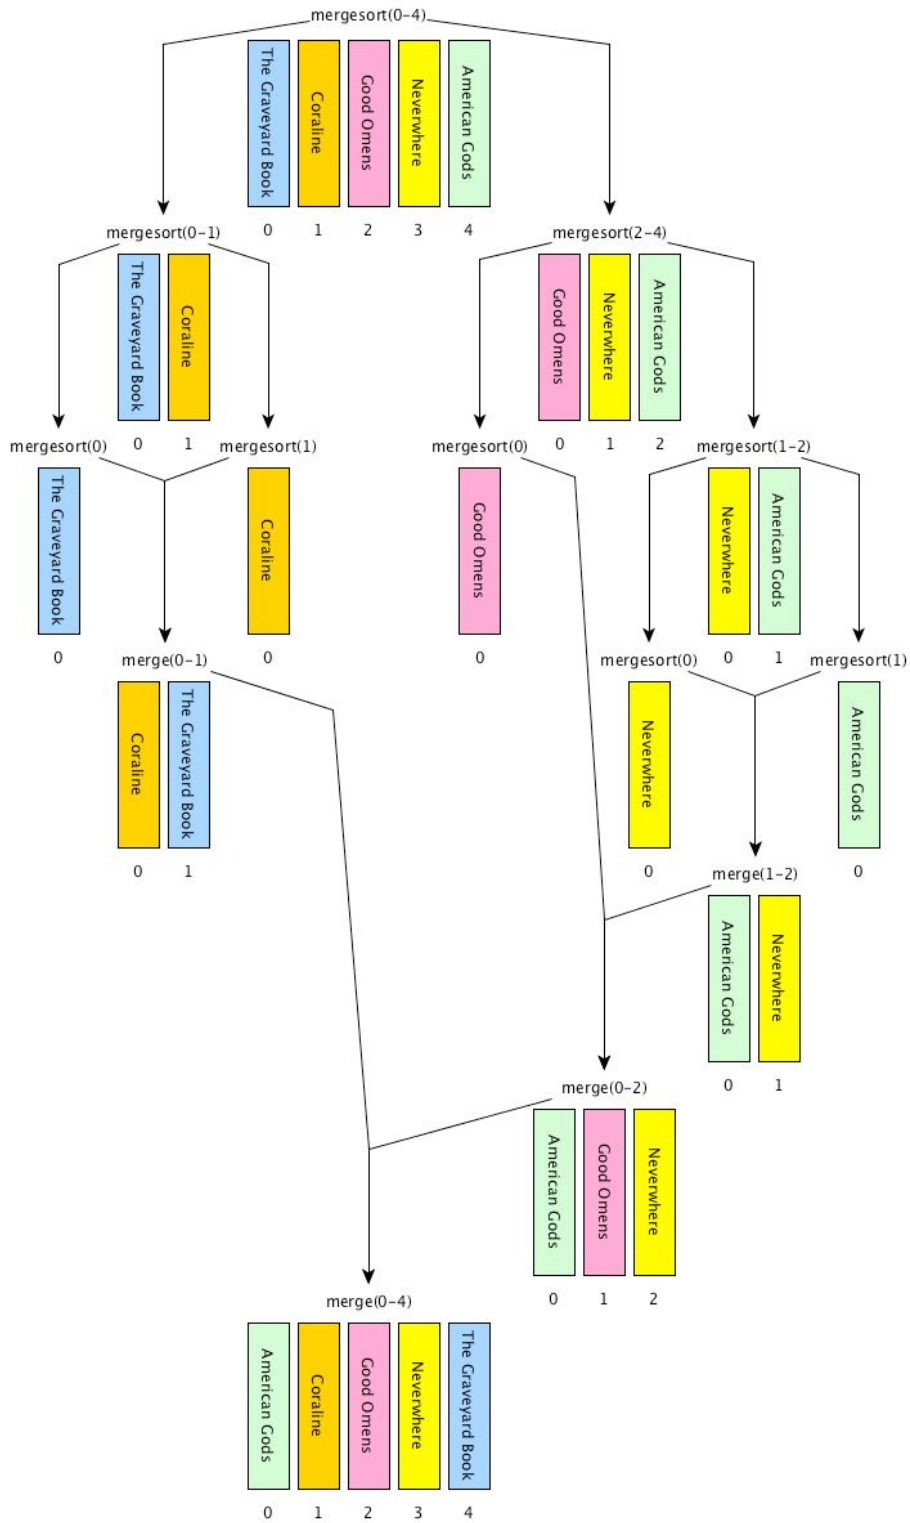 mergesort(0-4)
The Graveyard Book
Coraline
Good Omens
Neverwhere
American Gods
0 1 2 3 4
mergesort(0-1)
The Graveyard Book
Coraline
0 1
mergesort(2-4)
Good Omens
Neverwhere
American Gods
0 1 2
mergesort(0)
The Graveyard Book
0
mergesort(1)
Coraline
0
mergesort(0)
Good Omens
0
mergesort(1-2)
Neverwhere
American Gods
0 1
merge(0-1)
Coraline
The Graveyard Book
0 1
mergesort(0)
Neverwhere
0
mergesort(1)
American Gods
0
merge(1-2)
American Gods
Neverwhere
0 1
merge(0-2)
American Gods
Good Omens
Neverwhere
0 1 2
merge(0-4)
American Gods
Coraline
Good Omens
Neverwhere
The Graveyard Book
0 1 2 3 4